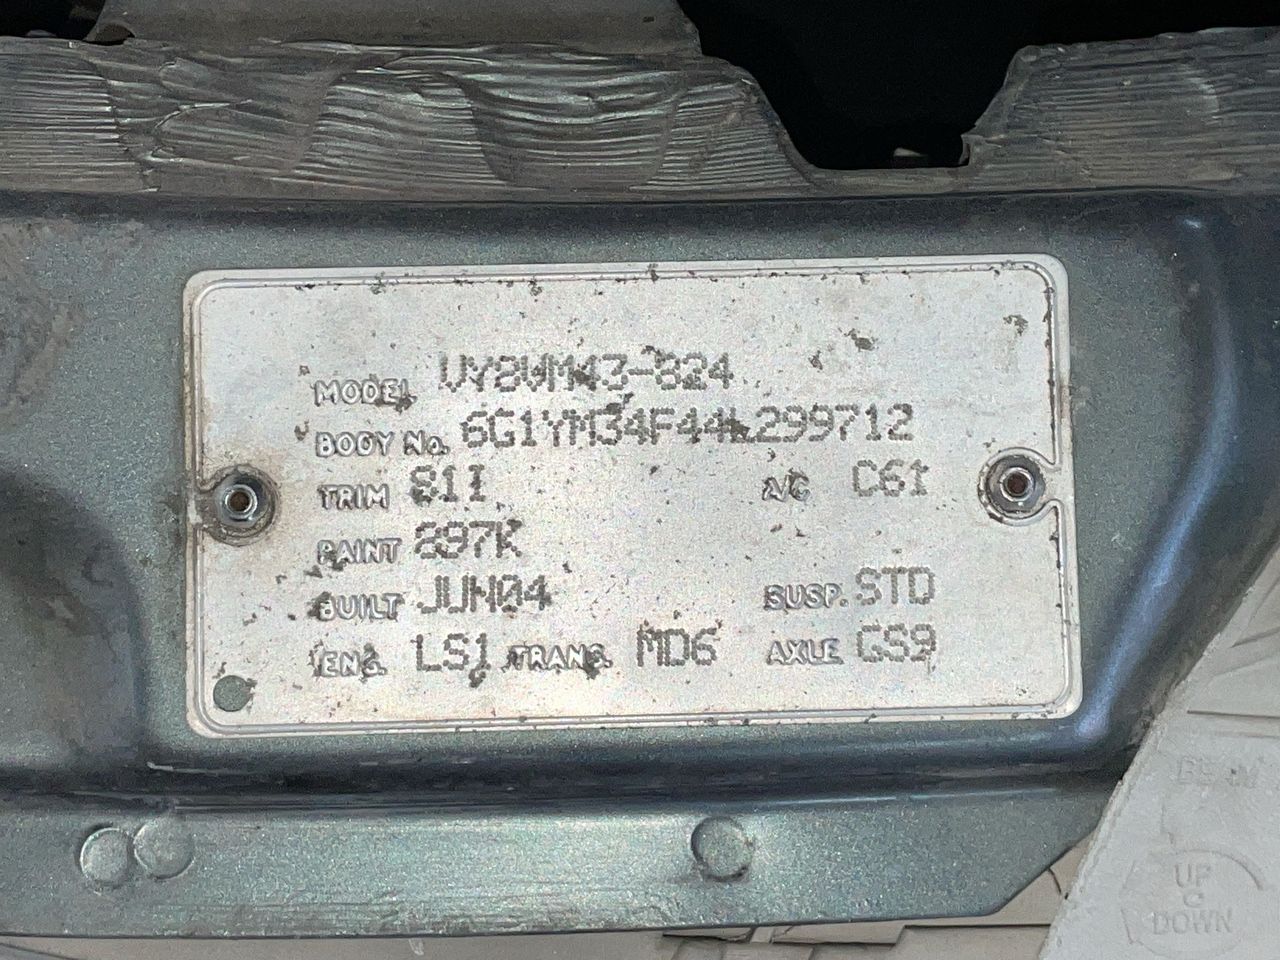 MODEL VY8VM43-824
BODY No. 6G1YM34F44L299712
TRIM 81I A/C C61
PAINT 897K
BUILT JUN04 SUSP. STD
ENG. LS1 TRANS. MD6 AXLE GS9
UP
DOWN